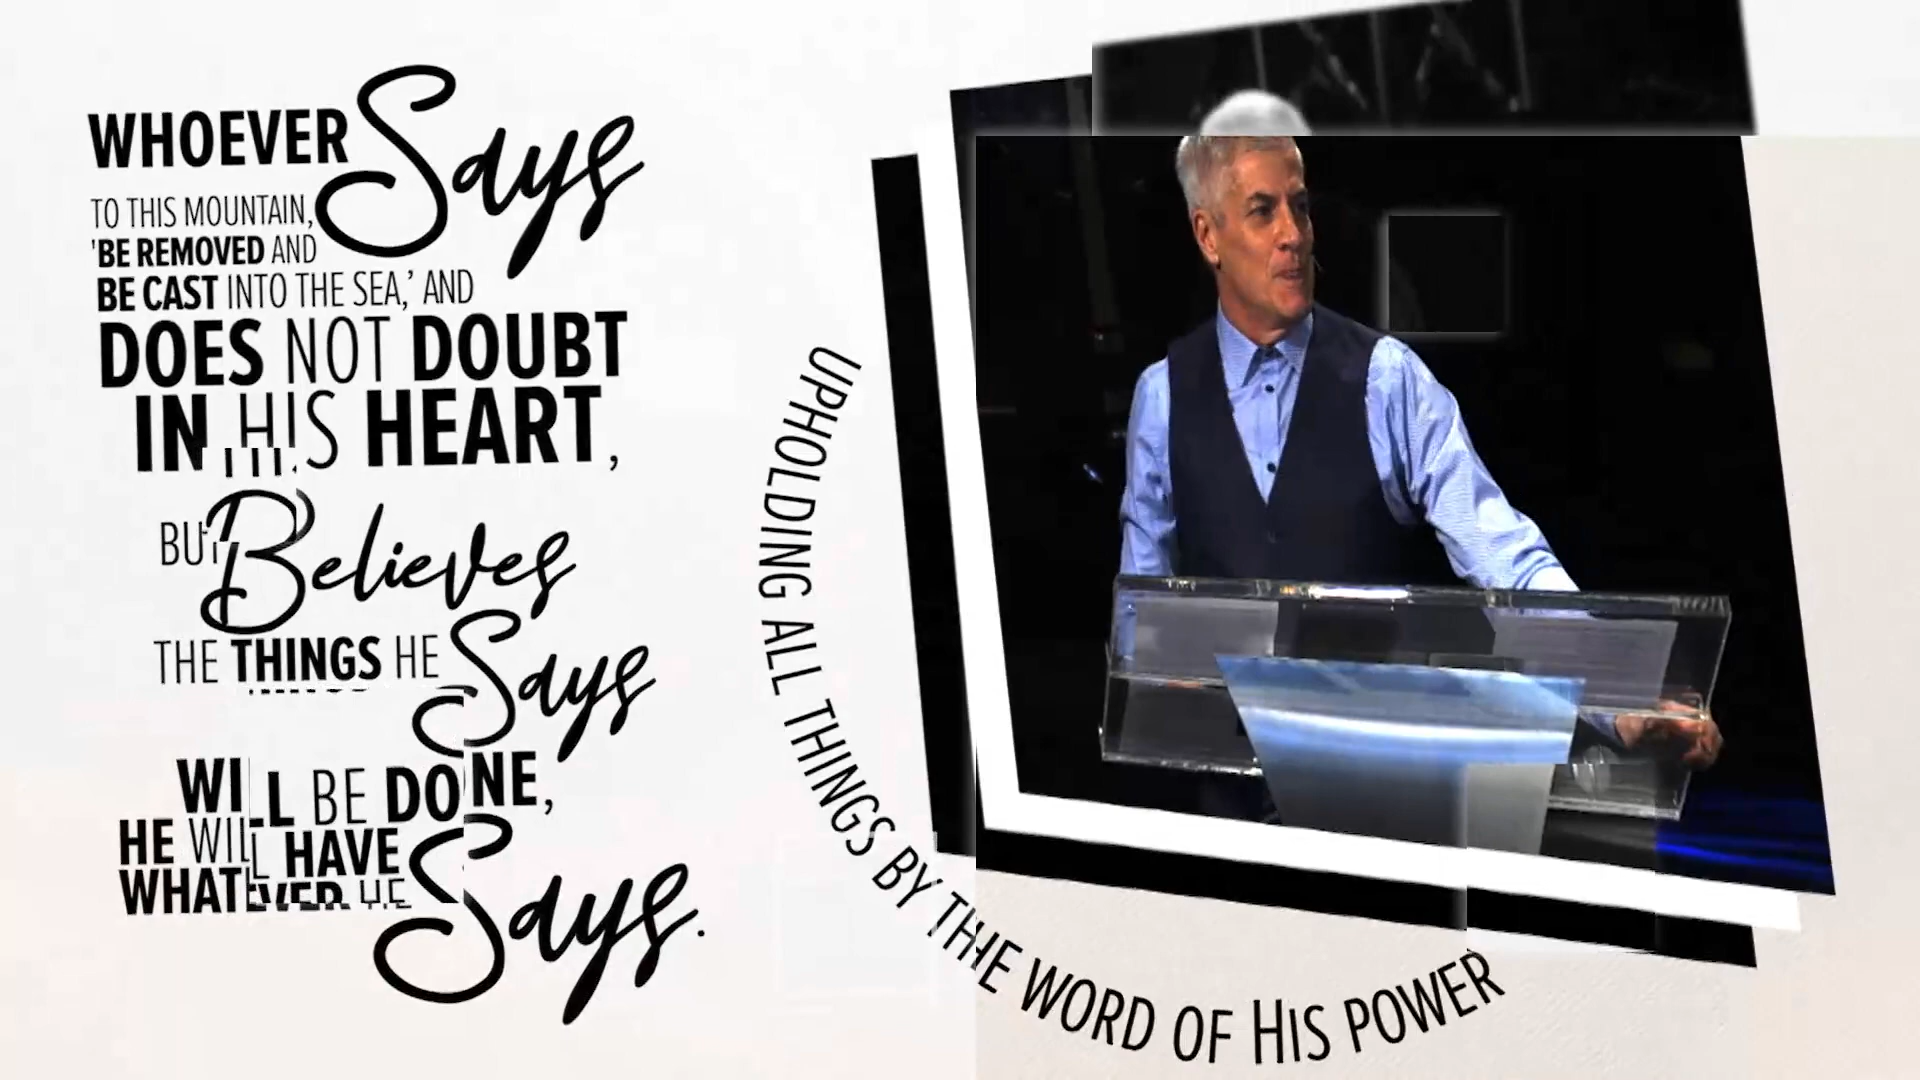 WHOEVER Says
TO THIS MOUNTAIN,
'BE REMOVED AND
BE CAST INTO THE SEA,' AND
DOES NOT DOUBT
IN HIS HEART,
BUT Believes
THE THINGS HE Says
WILL BE DONE,
HE WILL HAVE
WHATEVER HE Says.
UPHOLDING ALL THINGS BY THE WORD OF HIS POWER